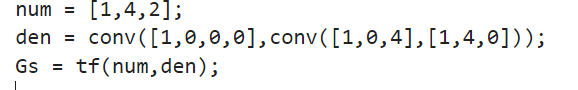 num = [1,4,2];
den = conv([1,0,0,0],conv([1,0,4],[1,4,0]));
Gs = tf(num,den);